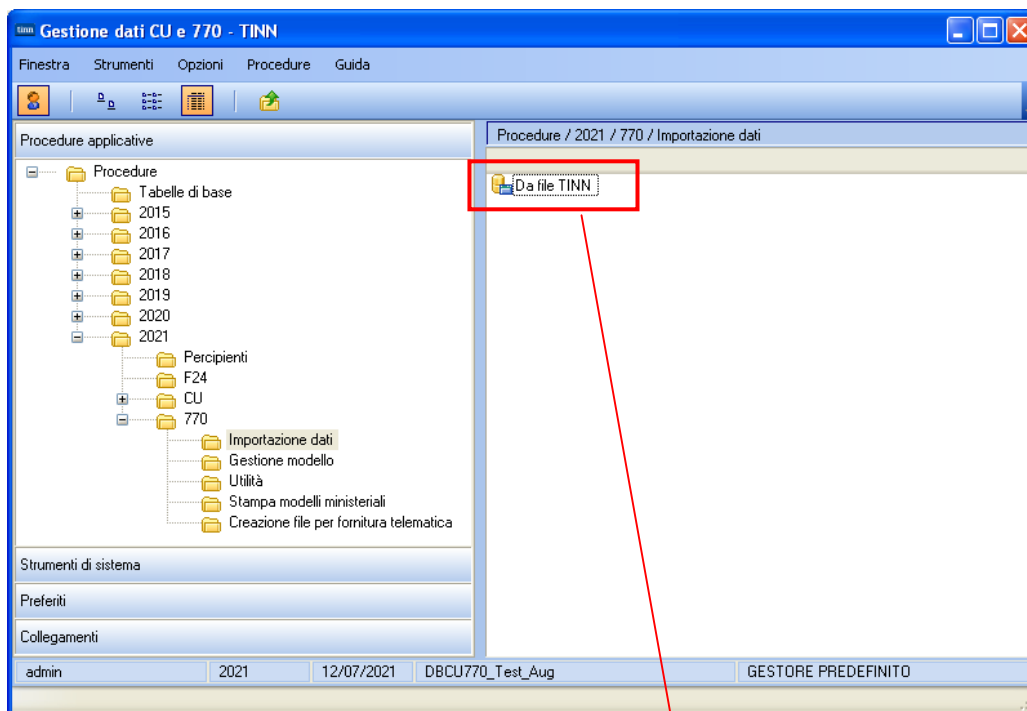 tinn Gestione dati CU e 770 - TINN
Finestra Strumenti Opzioni Procedure Guida
Procedure applicative
Procedure
Tabelle di base
2015
2016
2017
2018
2019
2020
2021
Percipienti
F24
CU
770
Importazione dati
Gestione modello
Utilità
Stampa modelli ministeriali
Creazione file per fornitura telematica
Strumenti di sistema
Preferiti
Collegamenti
Procedure / 2021 / 770 / Importazione dati
Da file TINN
admin 2021 12/07/2021 DBCU770_Test_Aug GESTORE PREDEFINITO